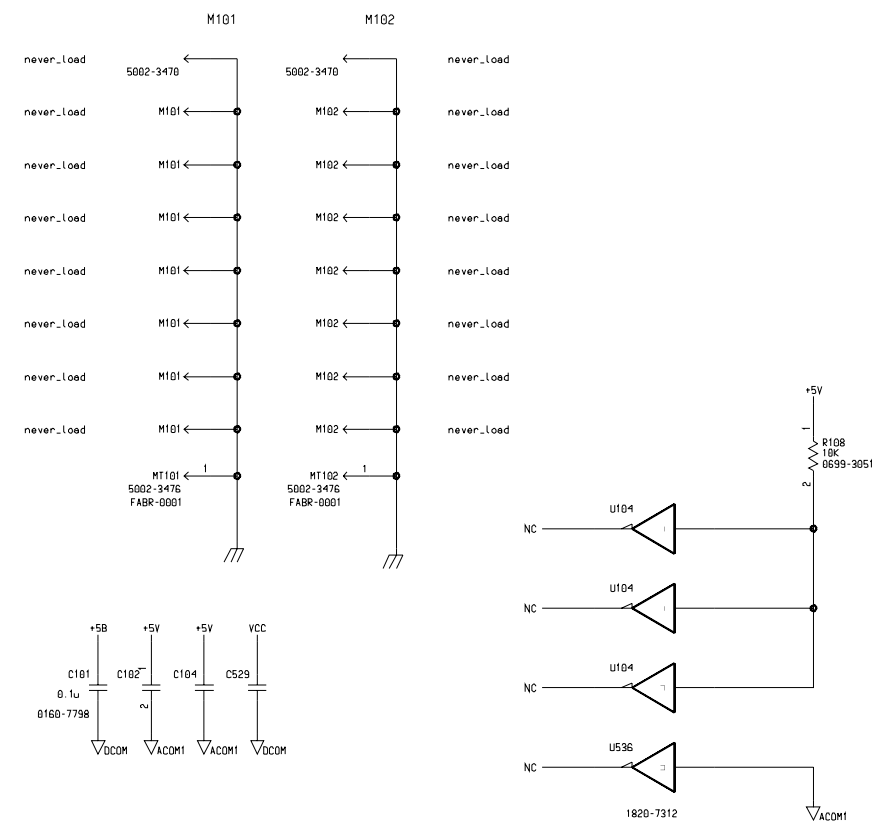 M101 M102
never_load never_load
5002-3470 5002-3470
never_load M101 M102 never_load
never_load M101 M102 never_load
never_load M101 M102 never_load
never_load M101 M102 never_load
never_load M101 M102 never_load
never_load M101 M102 never_load
never_load M101 M102 never_load
MT101 1 MT102 1
5002-3476 5002-3476
FABR-0001 FABR-0001
+5V
1
R108
10K
0699-3051
2
U104
NC
U104
NC
U104
NC
U536
NC
1820-7312
ACOM1
+5B +5V +5V VCC
C101 C102 1 C104 C529
0.1u
0160-7798 2
DCOM ACOM1 ACOM1 DCOM